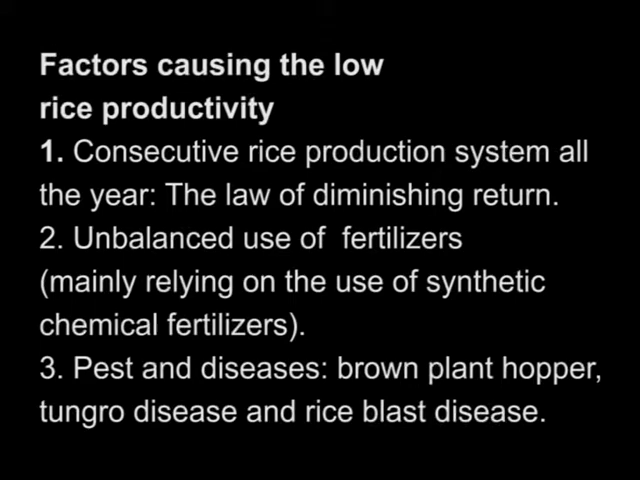 Factors causing the low
rice productivity
1. Consecutive rice production system all
the year: The law of diminishing return.
2. Unbalanced use of  fertilizers
(mainly relying on the use of synthetic
chemical fertilizers).
3. Pest and diseases: brown plant hopper,
tungro disease and rice blast disease.